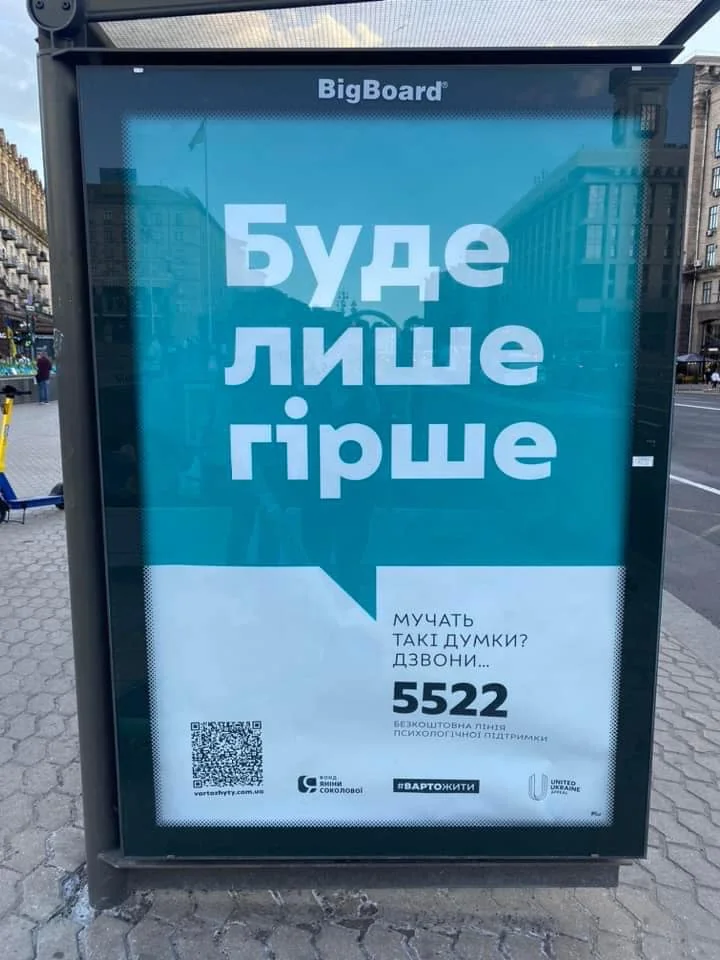 BigBoard®
Буде
лише
гірше
МУЧАТЬ
ТАКІ ДУМКИ?
ДЗВОНИ...
5522
БЕЗКОШТОВНА ЛІНІЯ
ПСИХОЛОГІЧНОЇ ПІДТРИМКИ
vartozhyty.com.ua
ФОНД
ЯНІНИ
СОКОЛОВОЇ
#ВАРТОЖИТИ
UNITED
UKRAINE
APPEAL